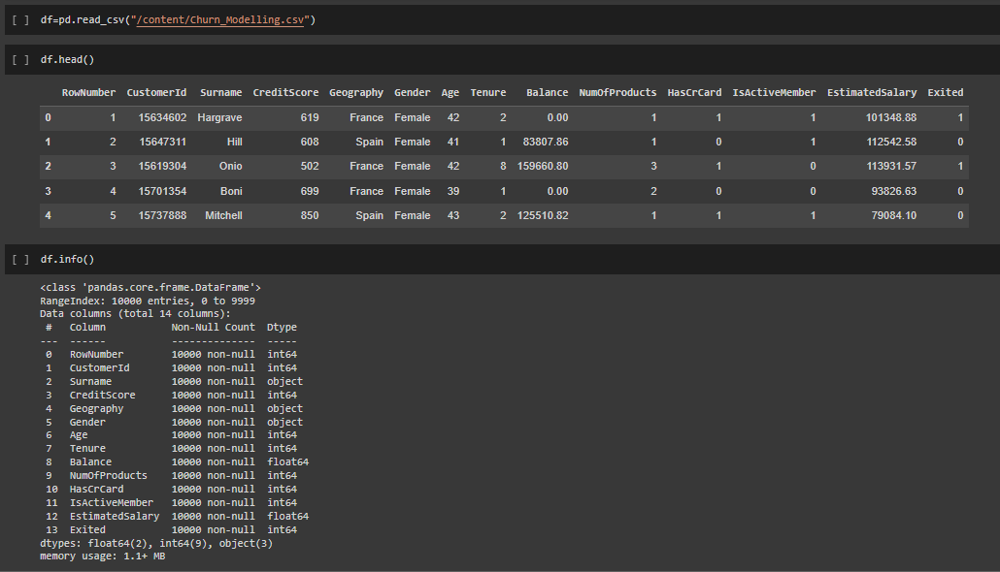 [ ] df=pd.read_csv("/content/Churn_Modelling.csv")
[ ] df.head()
RowNumber CustomerId Surname CreditScore Geography Gender Age Tenure Balance NumOfProducts HasCrCard IsActiveMember EstimatedSalary Exited
0 1 15634602 Hargrave 619 France Female 42 2 0.00 1 1 1 101348.88 1
1 2 15647311 Hill 608 Spain Female 41 1 83807.86 1 0 1 112542.58 0
2 3 15619304 Onio 502 France Female 42 8 159660.80 3 1 0 113931.57 1
3 4 15701354 Boni 699 France Female 39 1 0.00 2 0 0 93826.63 0
4 5 15737888 Mitchell 850 Spain Female 43 2 125510.82 1 1 1 79084.10 0
[ ] df.info()
<class 'pandas.core.frame.DataFrame'>
RangeIndex: 10000 entries, 0 to 9999
Data columns (total 14 columns):
# Column Non-Null Count Dtype
--- ------ -------------- -----
0 RowNumber 10000 non-null int64
1 CustomerId 10000 non-null int64
2 Surname 10000 non-null object
3 CreditScore 10000 non-null int64
4 Geography 10000 non-null object
5 Gender 10000 non-null object
6 Age 10000 non-null int64
7 Tenure 10000 non-null int64
8 Balance 10000 non-null float64
9 NumOfProducts 10000 non-null int64
10 HasCrCard 10000 non-null int64
11 IsActiveMember 10000 non-null int64
12 EstimatedSalary 10000 non-null float64
13 Exited 10000 non-null int64
dtypes: float64(2), int64(9), object(3)
memory usage: 1.1+ MB